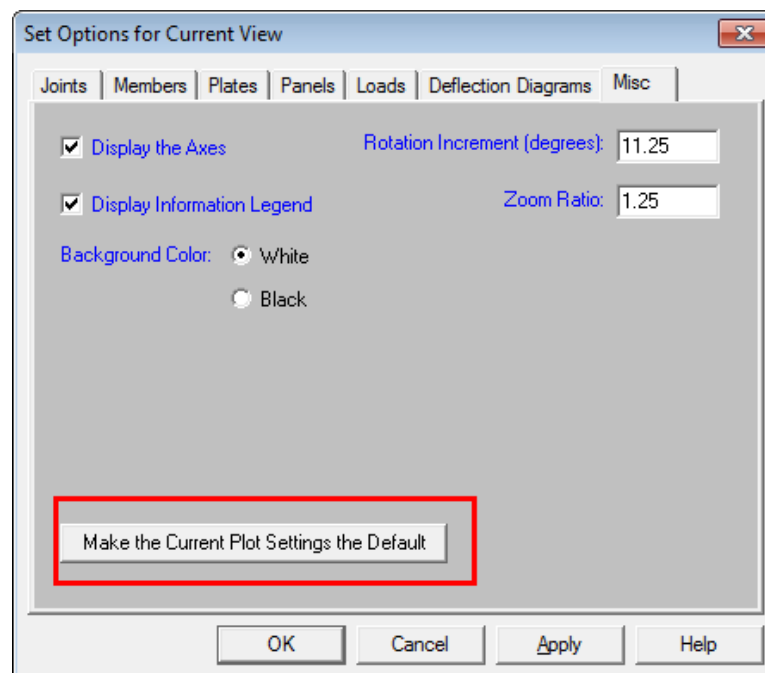 Set Options for Current View
Joints Members Plates Panels Loads Deflection Diagrams Misc
Display the Axes Rotation Increment (degrees): 11.25
Display Information Legend Zoom Ratio: 1.25
Background Color: White
Black
Make the Current Plot Settings the Default
OK Cancel Apply Help